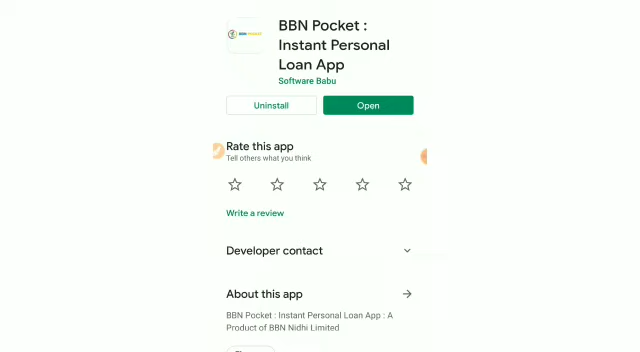 BBN Pocket :
Instant Personal
Loan App
Software Babu
Uninstall
Open
Rate this app
Tell others what you think
Write a review
Developer contact
About this app
BBN Pocket : Instant Personal Loan App : A
Product of BBN Nidhi Limited